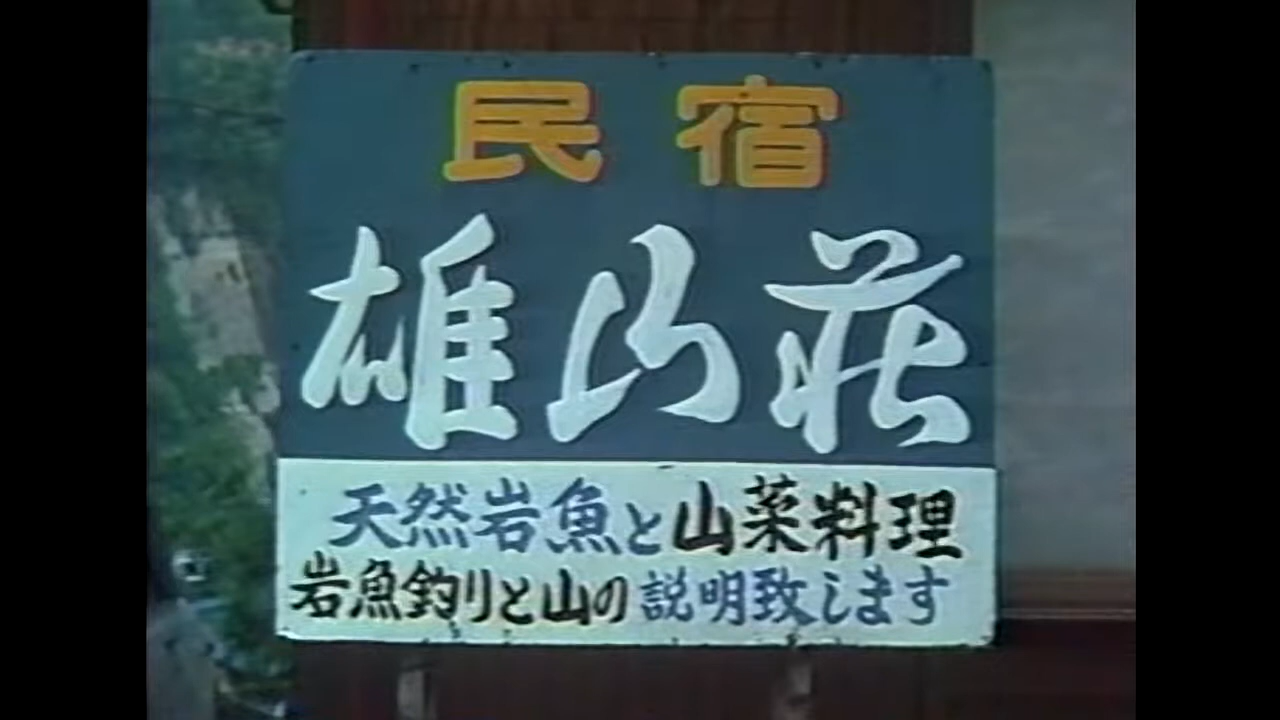 民宿
雄山荘
天然岩魚と山菜料理
岩魚釣りと山の説明致します